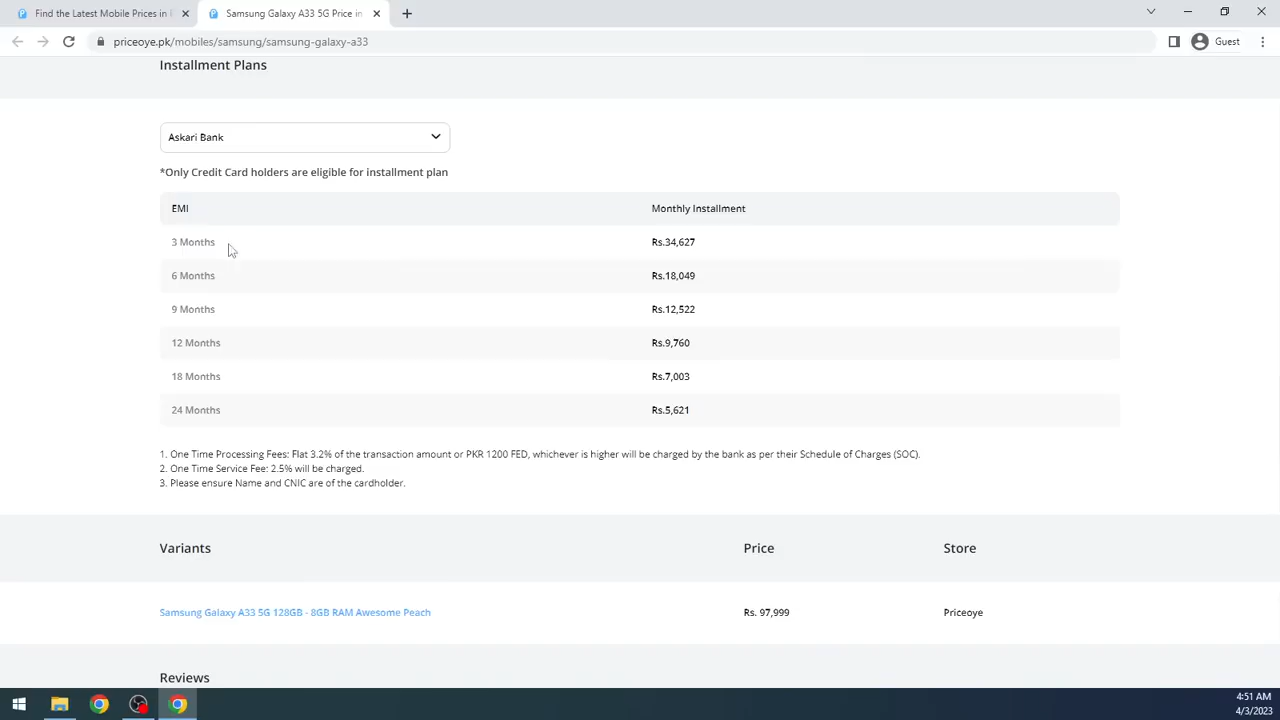 Find the Latest Mobile Prices in
Samsung Galaxy A33 5G Price in
priceoye.pk/mobiles/samsung/samsung-galaxy-a33
Guest
Installment Plans
Askari Bank
*Only Credit Card holders are eligible for installment plan
EMI Monthly Installment
3 Months Rs.34,627
6 Months Rs.18,049
9 Months Rs.12,522
12 Months Rs.9,760
18 Months Rs.7,003
24 Months Rs.5,621
1. One Time Processing Fees: Flat 3.2% of the transaction amount or PKR 1200 FED, whichever is higher will be charged by the bank as per their Schedule of Charges (SOC).
2. One Time Service Fee: 2.5% will be charged.
3. Please ensure Name and CNIC are of the cardholder.
Variants Price Store
Samsung Galaxy A33 5G 128GB - 8GB RAM Awesome Peach Rs. 97,999 Priceoye
Reviews
4:51 AM
4/3/2023